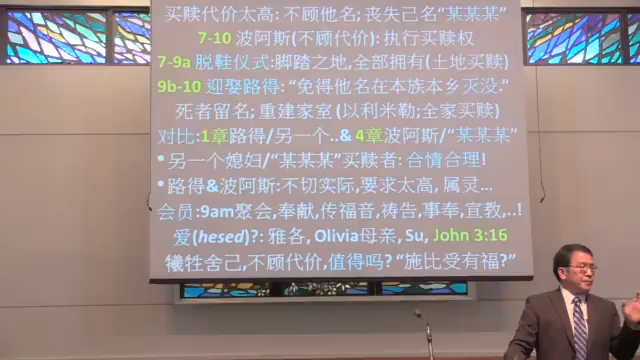 买赎代价太高: 不顾他名; 丧失己名“某某某”
7-10 波阿斯(不顾代价): 执行买赎权
7-9a 脱鞋仪式:脚踏之地,全部拥有(土地买赎)
9b-10 迎娶路得: “免得他名在本族本乡灭没.”
死者留名; 重建家室 (以利米勒;全家买赎)
对比:1章路得/另一个..& 4章波阿斯/“某某某”
•另一个媳妇/“某某某”买赎者: 合情合理!
•路得&波阿斯:不切实际,要求太高, 属灵...
会员:9am聚会,奉献,传福音,祷告,事奉,宣教,..!
爱(hesed)?: 雅各, Olivia母亲, Su, John 3:16
犧牲舍己,不顾代价,值得吗? “施比受有福?”